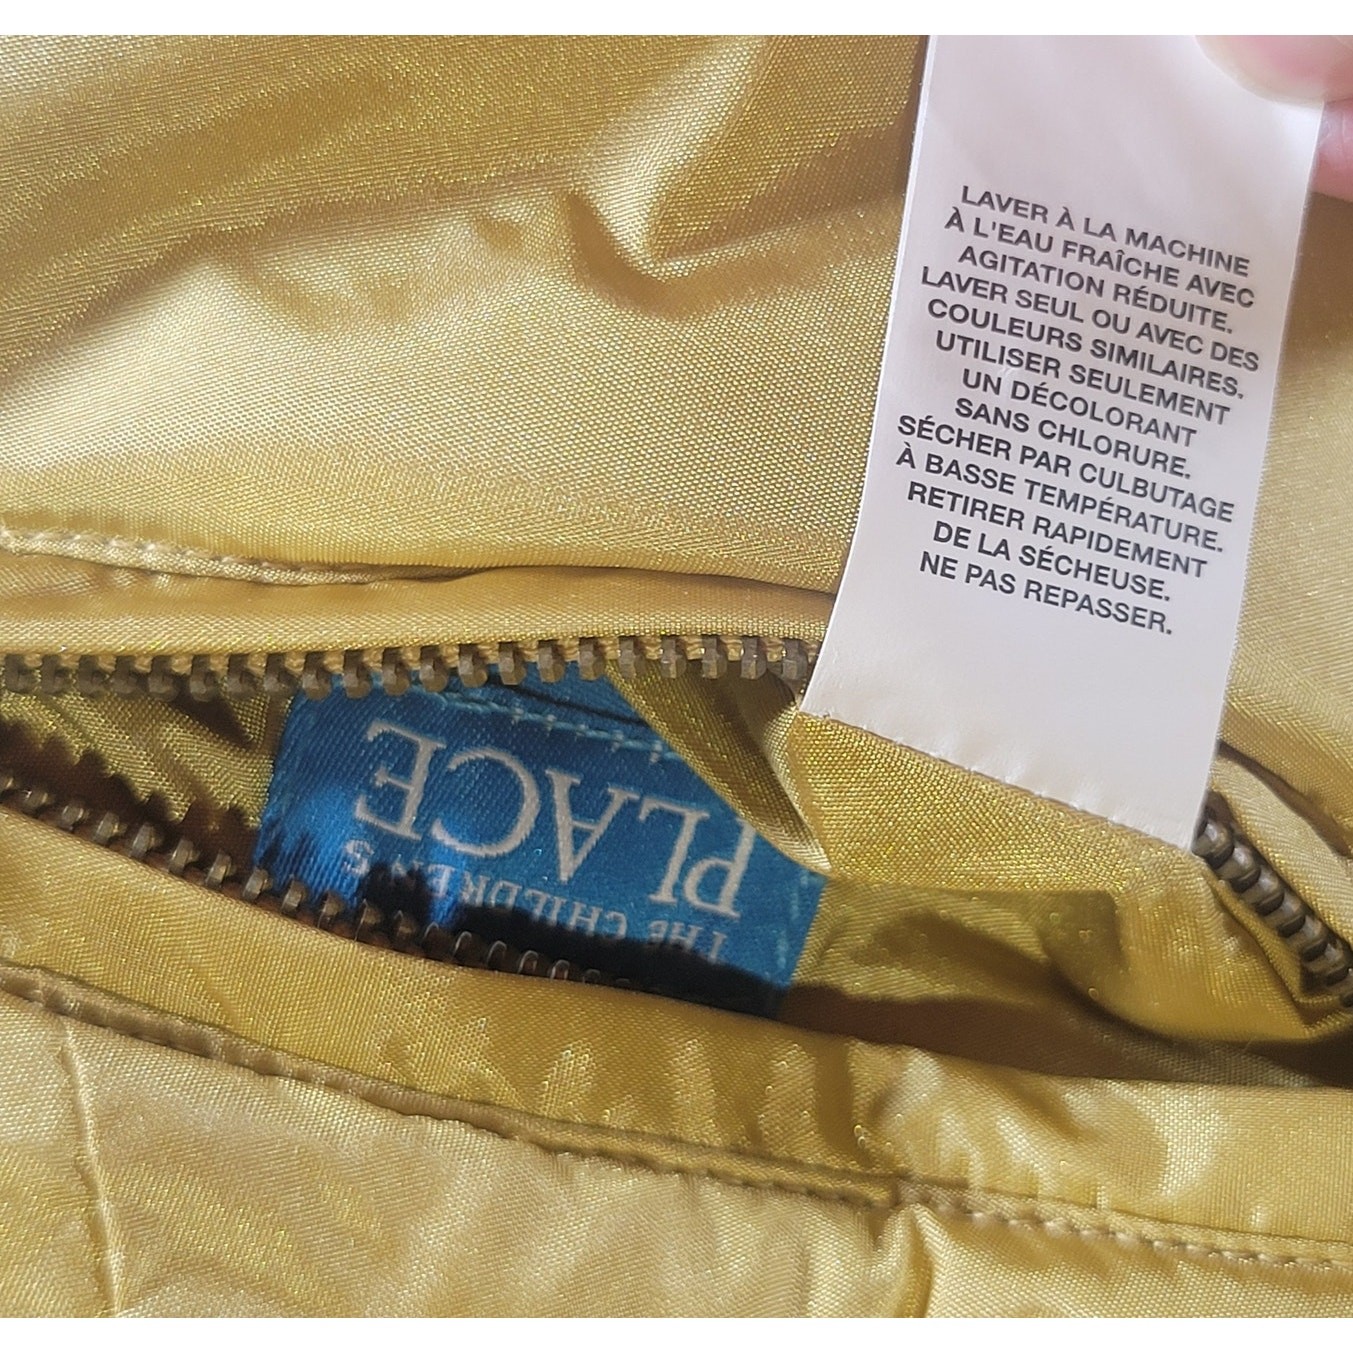 LAVER À LA MACHINE
À L'EAU FRAÎCHE AVEC
AGITATION RÉDUITE.
LAVER SEUL OU AVEC DES
COULEURS SIMILAIRES.
UTILISER SEULEMENT
UN DÉCOLORANT
SANS CHLORURE.
SÉCHER PAR CULBUTAGE
À BASSE TEMPÉRATURE.
RETIRER RAPIDEMENT
DE LA SÉCHEUSE.
NE PAS REPASSER.
THE CHILDREN'S
PLACE